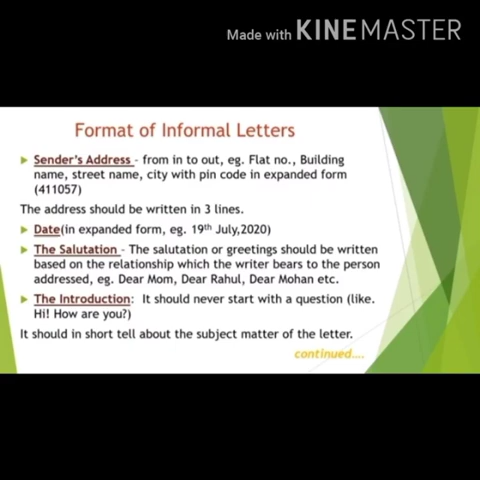 Made with KINEMASTER
Format of Informal Letters
Sender's Address - from in to out, eg. Flat no., Building
name, street name, city with pin code in expanded form
(411057)
The address should be written in 3 lines.
Date(in expanded form, eg. 19th July,2020)
The Salutation - The salutation or greetings should be written
based on the relationship which the writer bears to the person
addressed, eg. Dear Mom, Dear Rahul, Dear Mohan etc.
The Introduction: It should never start with a question (like.
Hi! How are you?)
It should in short tell about the subject matter of the letter.
continued....